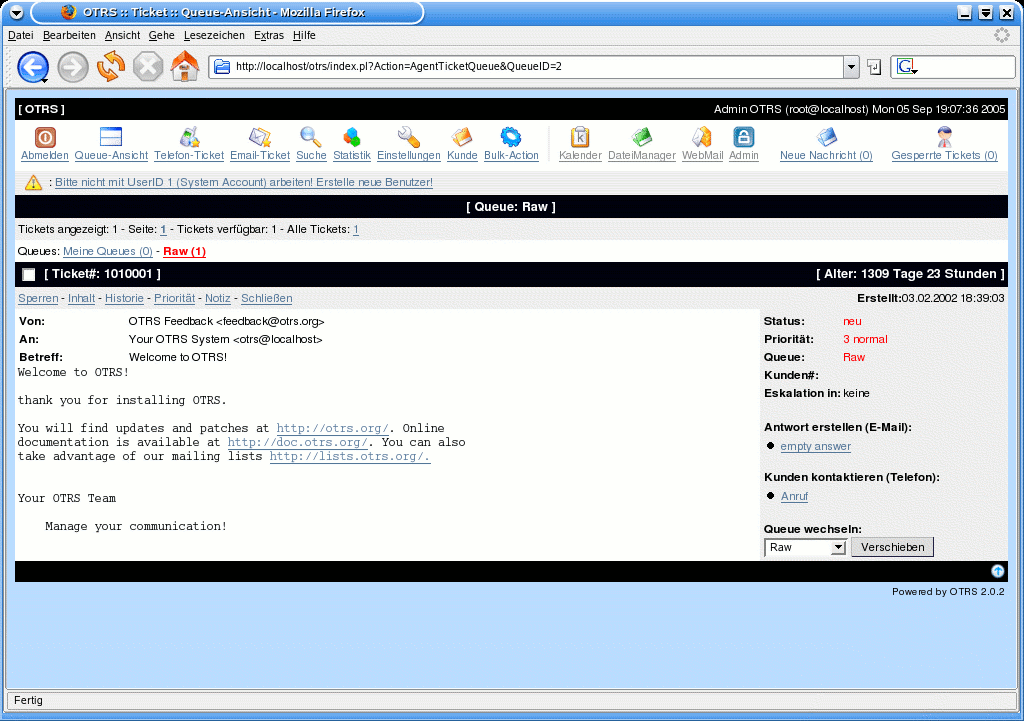 OTRS :: Ticket :: Queue-Ansicht - Mozilla Firefox
Datei Bearbeiten Ansicht Gehe Lesezeichen Extras Hilfe
http://localhost/otrs/index.pl?Action=AgentTicketQueue&QueueID=2
G
[ OTRS ] Admin OTRS (root@localhost) Mon 05 Sep 19:07:36 2005
Abmelden Queue-Ansicht Telefon-Ticket Email-Ticket Suche Statistik Einstellungen Kunde Bulk-Action Kalender DateiManager WebMail Admin Neue Nachricht (0) Gesperrte Tickets (0)
: Bitte nicht mit UserID 1 (System Account) arbeiten! Erstelle neue Benutzer!
[ Queue: Raw ]
Tickets angezeigt: 1 - Seite: 1 - Tickets verfügbar: 1 - Alle Tickets: 1
Queues: Meine Queues (0) - Raw (1)
[ Ticket#: 1010001 ] [ Alter: 1309 Tage 23 Stunden ]
Sperren - Inhalt - Historie - Priorität - Notiz - Schließen Erstellt:03.02.2002 18:39:03
Von: OTRS Feedback <feedback@otrs.org>
An: Your OTRS System <otrs@localhost>
Betreff: Welcome to OTRS!
Welcome to OTRS!
thank you for installing OTRS.
You will find updates and patches at http://otrs.org/. Online
documentation is available at http://doc.otrs.org/. You can also
take advantage of our mailing lists http://lists.otrs.org/.
Your OTRS Team
Manage your communication!
Status: neu
Priorität: 3 normal
Queue: Raw
Kunden#:
Eskalation in: keine
Antwort erstellen (E-Mail):
empty answer
Kunden kontaktieren (Telefon):
Anruf
Queue wechseln:
Raw Verschieben
Powered by OTRS 2.0.2
Fertig